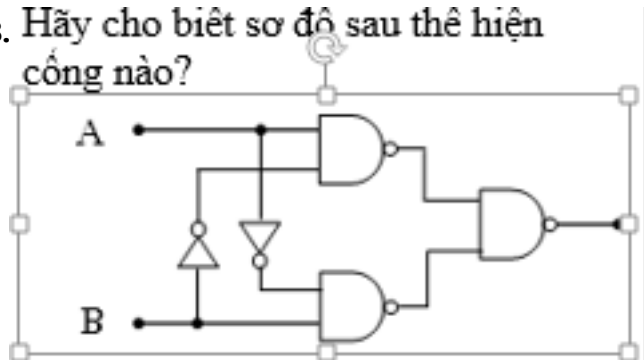 3. Hãy cho biết sơ đồ sau thể hiện
cổng nào?
A
B